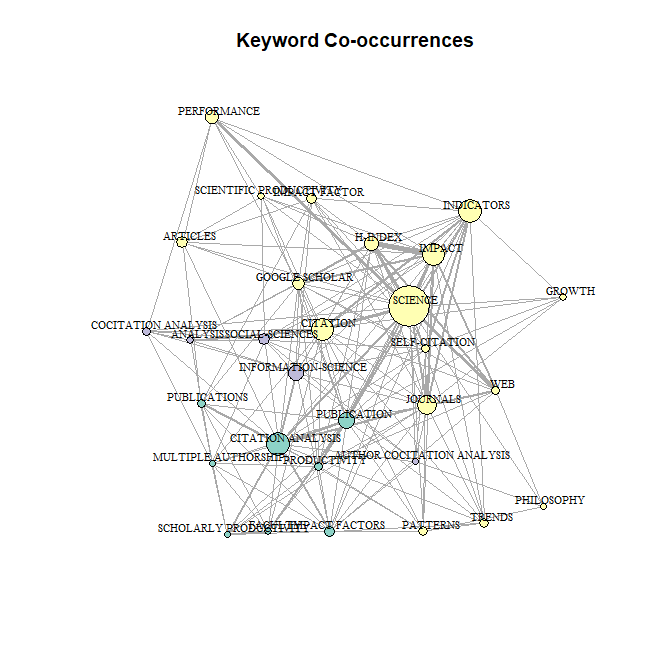 Keyword Co-occurrences
PERFORMANCE
SCIENTIFIC PRODUCTIVITY
IMPACT FACTOR
INDICATORS
ARTICLES
H-INDEX
IMPACT
GOOGLE SCHOLAR
GROWTH
SCIENCE
COCITATION ANALYSIS
CITATION
ANALYSIS
SOCIAL-SCIENCES
SELF-CITATION
INFORMATION-SCIENCE
WEB
PUBLICATIONS
JOURNALS
PUBLICATION
CITATION ANALYSIS
MULTIPLE AUTHORSHIP
PRODUCTIVITY
AUTHOR COCITATION ANALYSIS
PHILOSOPHY
TRENDS
SCHOLARLY PRODUCTIVITY
IMPACT FACTORS
PATTERNS